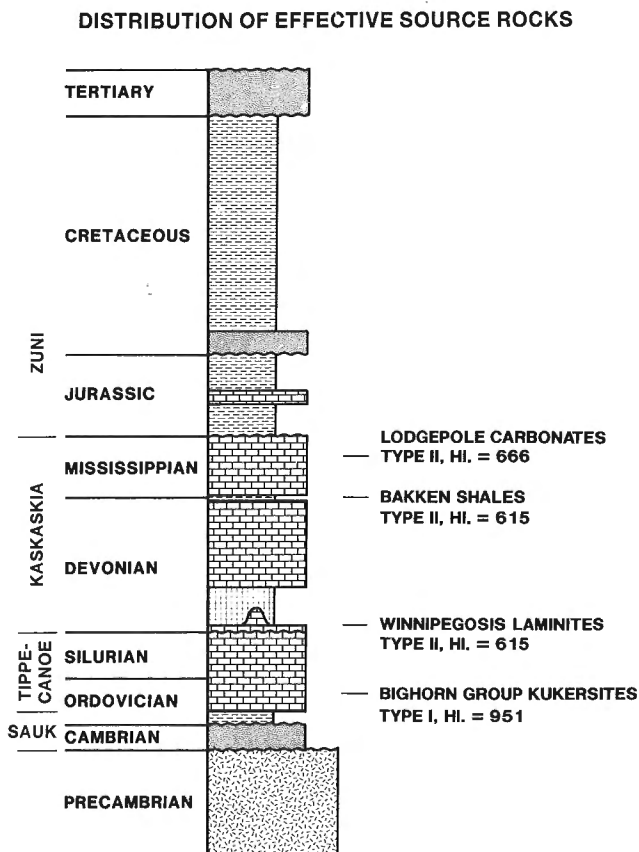 DISTRIBUTION OF EFFECTIVE SOURCE ROCKS
TERTIARY
CRETACEOUS
ZUNI
JURASSIC
LODGEPOLE CARBONATES
TYPE II, HI. = 666
MISSISSIPPIAN
BAKKEN SHALES
TYPE II, HI. = 615
KASKASKIA
DEVONIAN
WINNIPEGOSIS LAMINITES
TYPE II, HI. = 615
TIPPE-
CANOE
SILURIAN
ORDOVICIAN
BIGHORN GROUP KUKERSITES
TYPE I, HI. = 951
SAUK
CAMBRIAN
PRECAMBRIAN